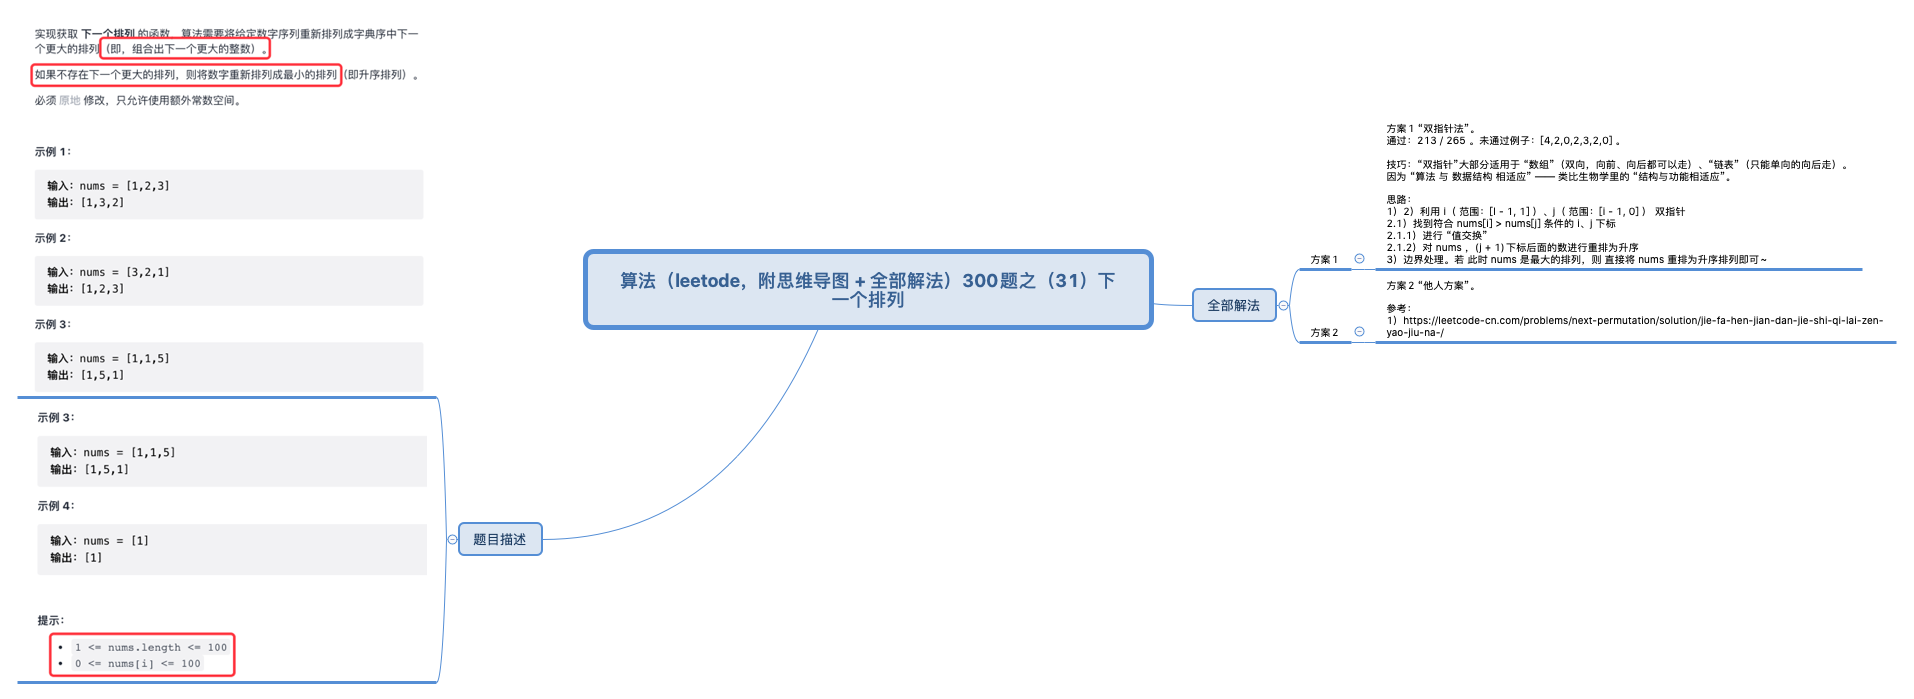 实现获取 下一个排列 的函数，算法需要将给定数字序列重新排列成字典序中下一
个更大的排列（即，组合出下一个更大的整数）。
如果不存在下一个更大的排列，则将数字重新排列成最小的排列（即升序排列）。
必须 原地 修改，只允许使用额外常数空间。
示例 1：
输入：nums = [1,2,3]
输出：[1,3,2]
示例 2：
输入：nums = [3,2,1]
输出：[1,2,3]
示例 3：
输入：nums = [1,1,5]
输出：[1,5,1]
示例 3：
输入：nums = [1,1,5]
输出：[1,5,1]
示例 4：
输入：nums = [1]
输出：[1]
提示：
• 1 <= nums.length <= 100
• 0 <= nums[i] <= 100
题目描述
算法（leetode，附思维导图 + 全部解法）300题之（31）下
一个排列
全部解法
方案 1
方案 1 “双指针法”。
通过：213 / 265 。未通过例子：[4,2,0,2,3,2,0] 。
技巧：“双指针”大部分适用于 “数组”（双向，向前、向后都可以走）、“链表”（只能单向的向后走）。
因为 “算法 与 数据结构 相适应” —— 类比生物学里的 “结构与功能相适应”。
思路：
1）2）利用 i（ 范围：[l - 1, 1] ）、j（ 范围：[i - 1, 0] ） 双指针
2.1）找到符合 nums[i] > nums[j] 条件的 i、j 下标
2.1.1）进行 “值交换”
2.1.2）对 nums ，(j + 1) 下标后面的数进行重排为升序
3）边界处理。若 此时 nums 是最大的排列，则 直接将 nums 重排为升序排列即可 ~
方案 2
方案 2 “他人方案”。
参考：
1）https://leetcode-cn.com/problems/next-permutation/solution/jie-fa-hen-jian-dan-jie-shi-qi-lai-zen-
yao-jiu-na-/